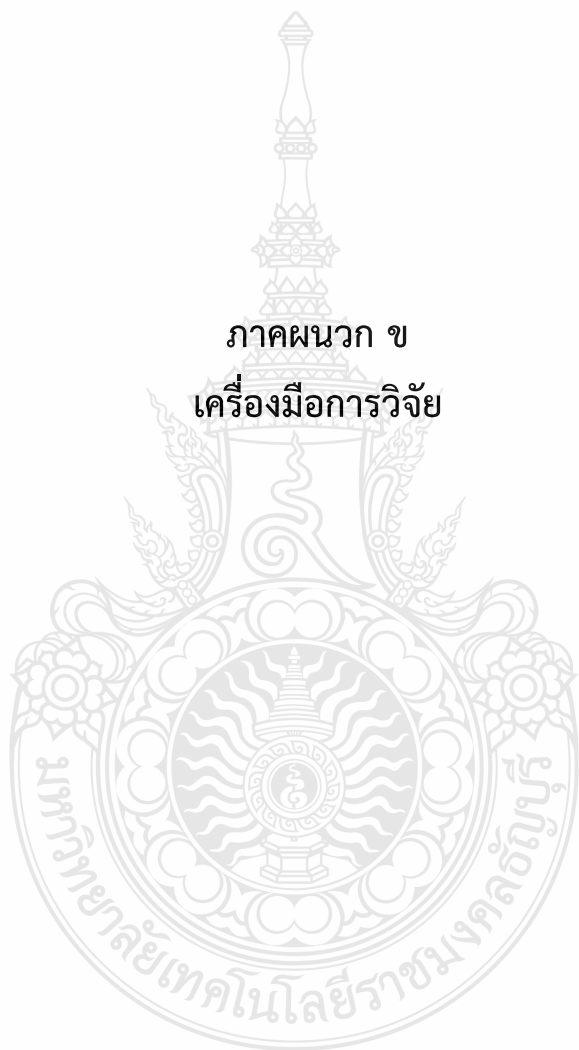 ภาคผนวก ข
เครื่องมือการวิจัย
มหาวิทยาลัยเทคโนโลยีราชมงคลธัญบุรี